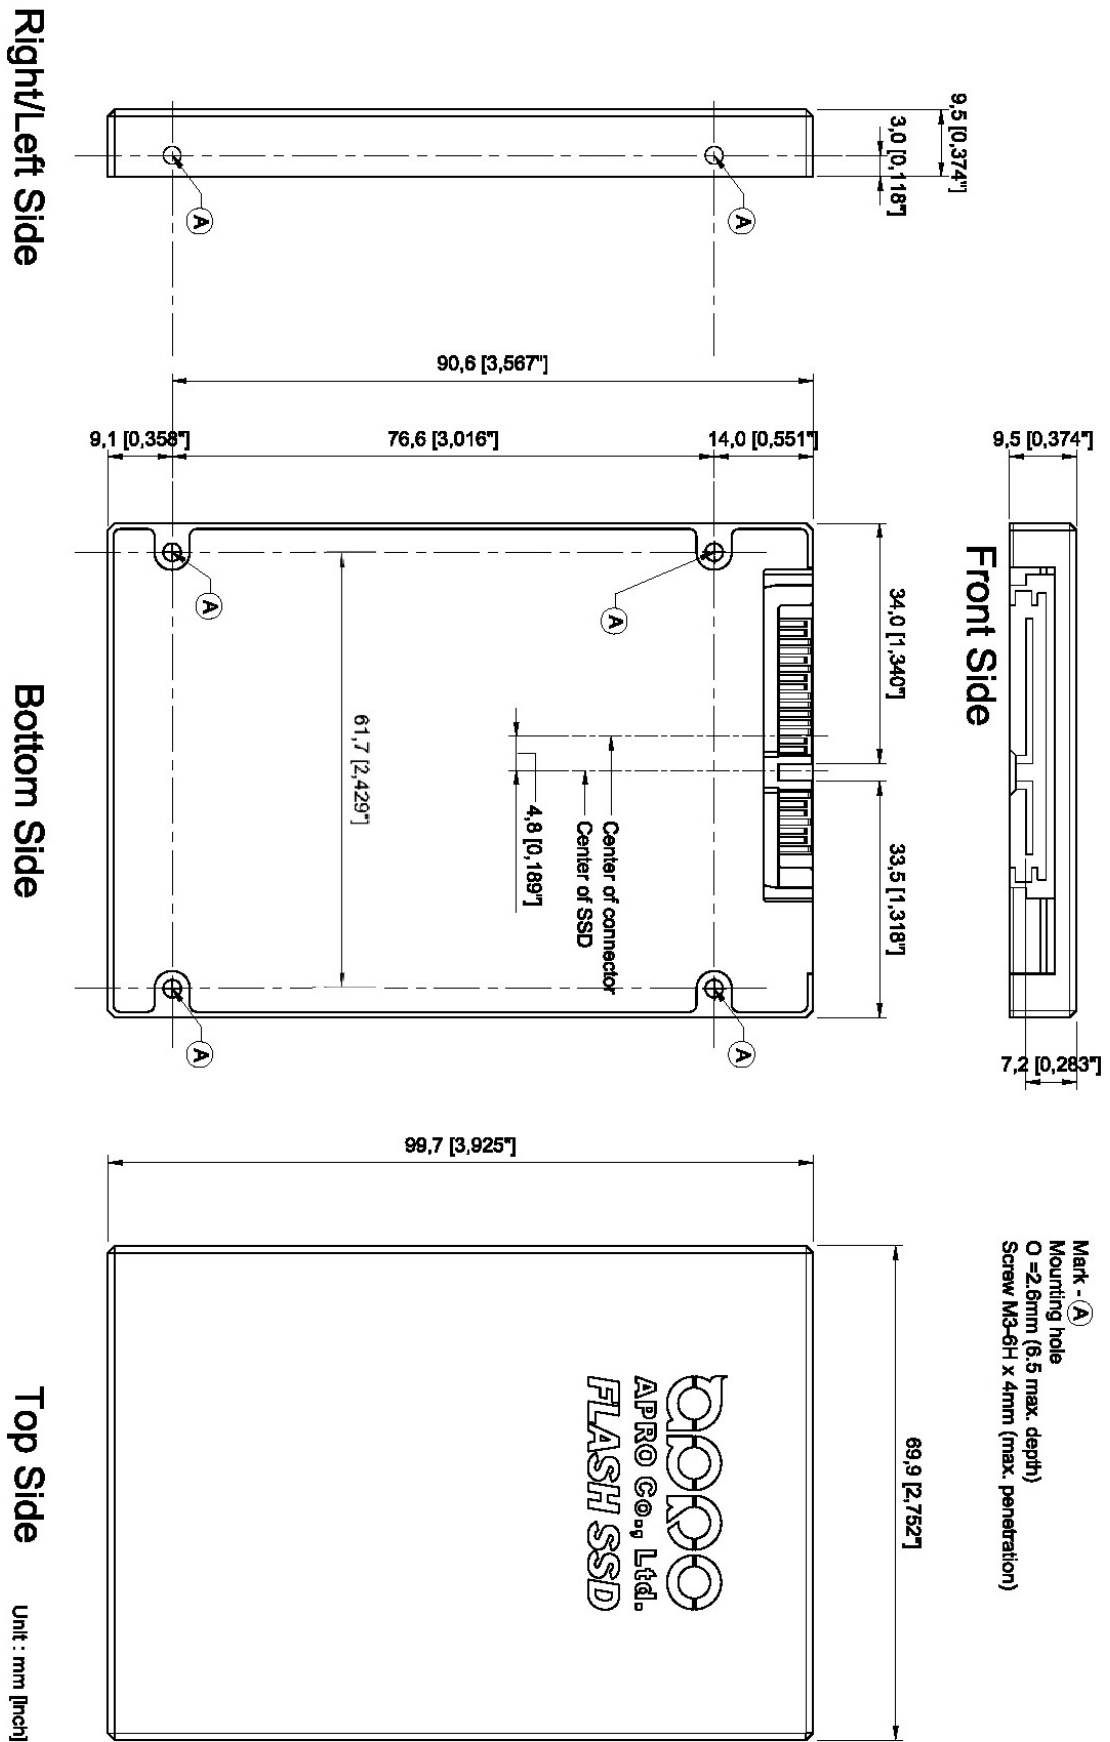 Right/Left Side
9,5 [0,374"]
3,0 [0,118"]
A
A
90,6 [3,567"]
9,1 [0,358"]
76,6 [3,016"]
14,0 [0,551"]
9,5 [0,374"]
Front Side
7,2 [0,283"]
34,0 [1,340"]
33,5 [1,318"]
A
A
61,7 [2,429"]
Center of connector
Center of SSD
4,8 [0,189"]
A
A
Bottom Side
99,7 [3,925"]
69,9 [2,752"]
apro
APRO Co., Ltd.
FLASH SSD
Top Side
Mark - A
Mounting hole
O =2.6mm (6.5 max. depth)
Screw M3-6H x 4mm (max. penetration)
Unit : mm [inch]